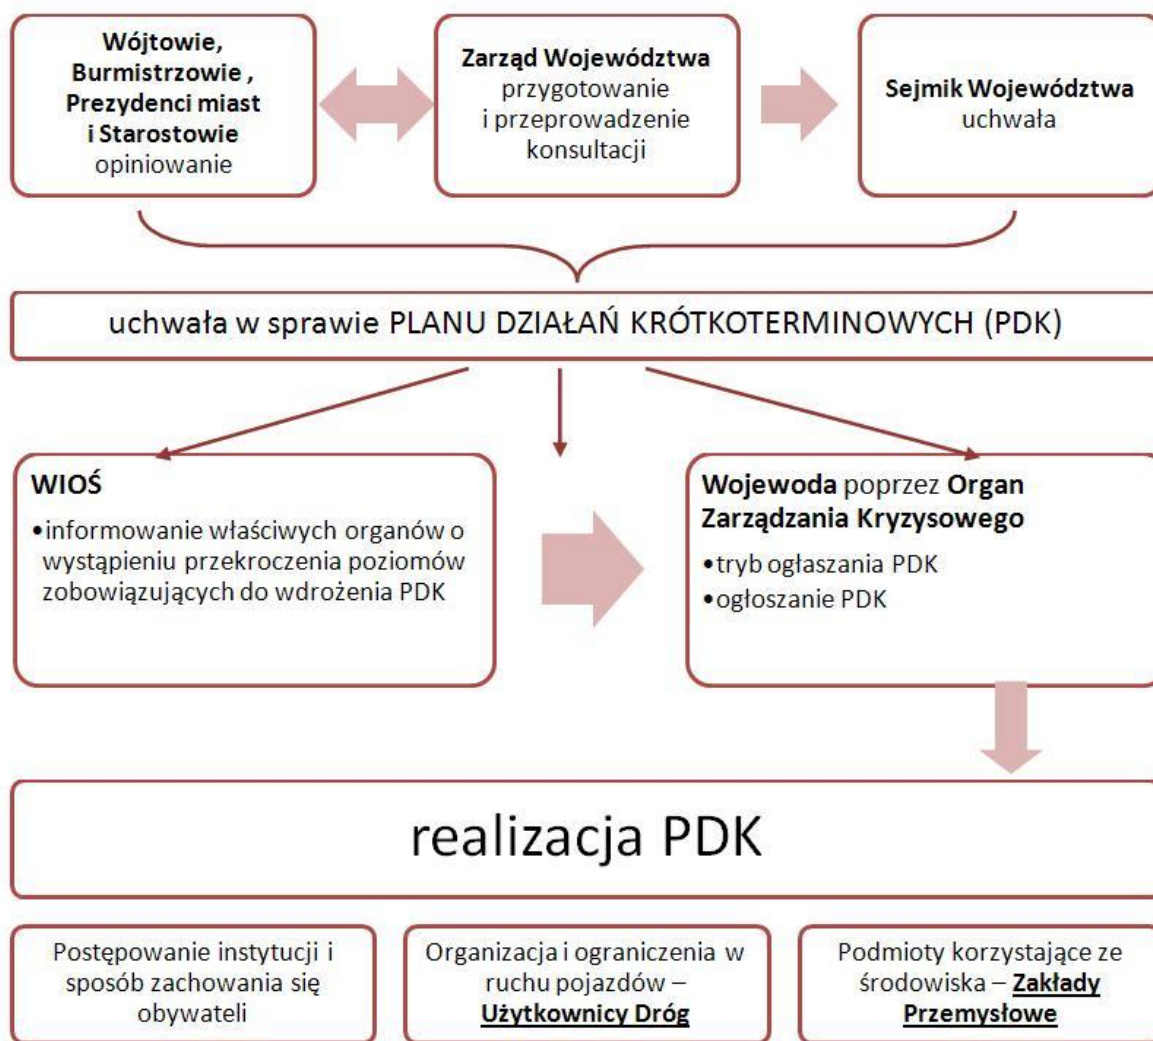 Wójtowie,
Burmistrzowie ,
Prezydenci miast
i Starostowie
opiniowanie
Zarząd Województwa
przygotowanie
i przeprowadzenie
konsultacji
Sejmik Województwa
uchwała
uchwała w sprawie PLANU DZIAŁAŃ KRÓTKOTERMINOWYCH (PDK)
WIOŚ
•informowanie właściwych organów o
wystąpieniu przekroczenia poziomów
zobowiązujących do wdrożenia PDK
Wojewoda poprzez Organ
Zarządzania Kryzysowego
•tryb ogłaszania PDK
•ogłoszanie PDK
realizacja PDK
Postępowanie instytucji i
sposób zachowania się
obywateli
Organizacja i ograniczenia w
ruchu pojazdów –
Użytkownicy Dróg
Podmioty korzystające ze
środowiska – Zakłady
Przemysłowe